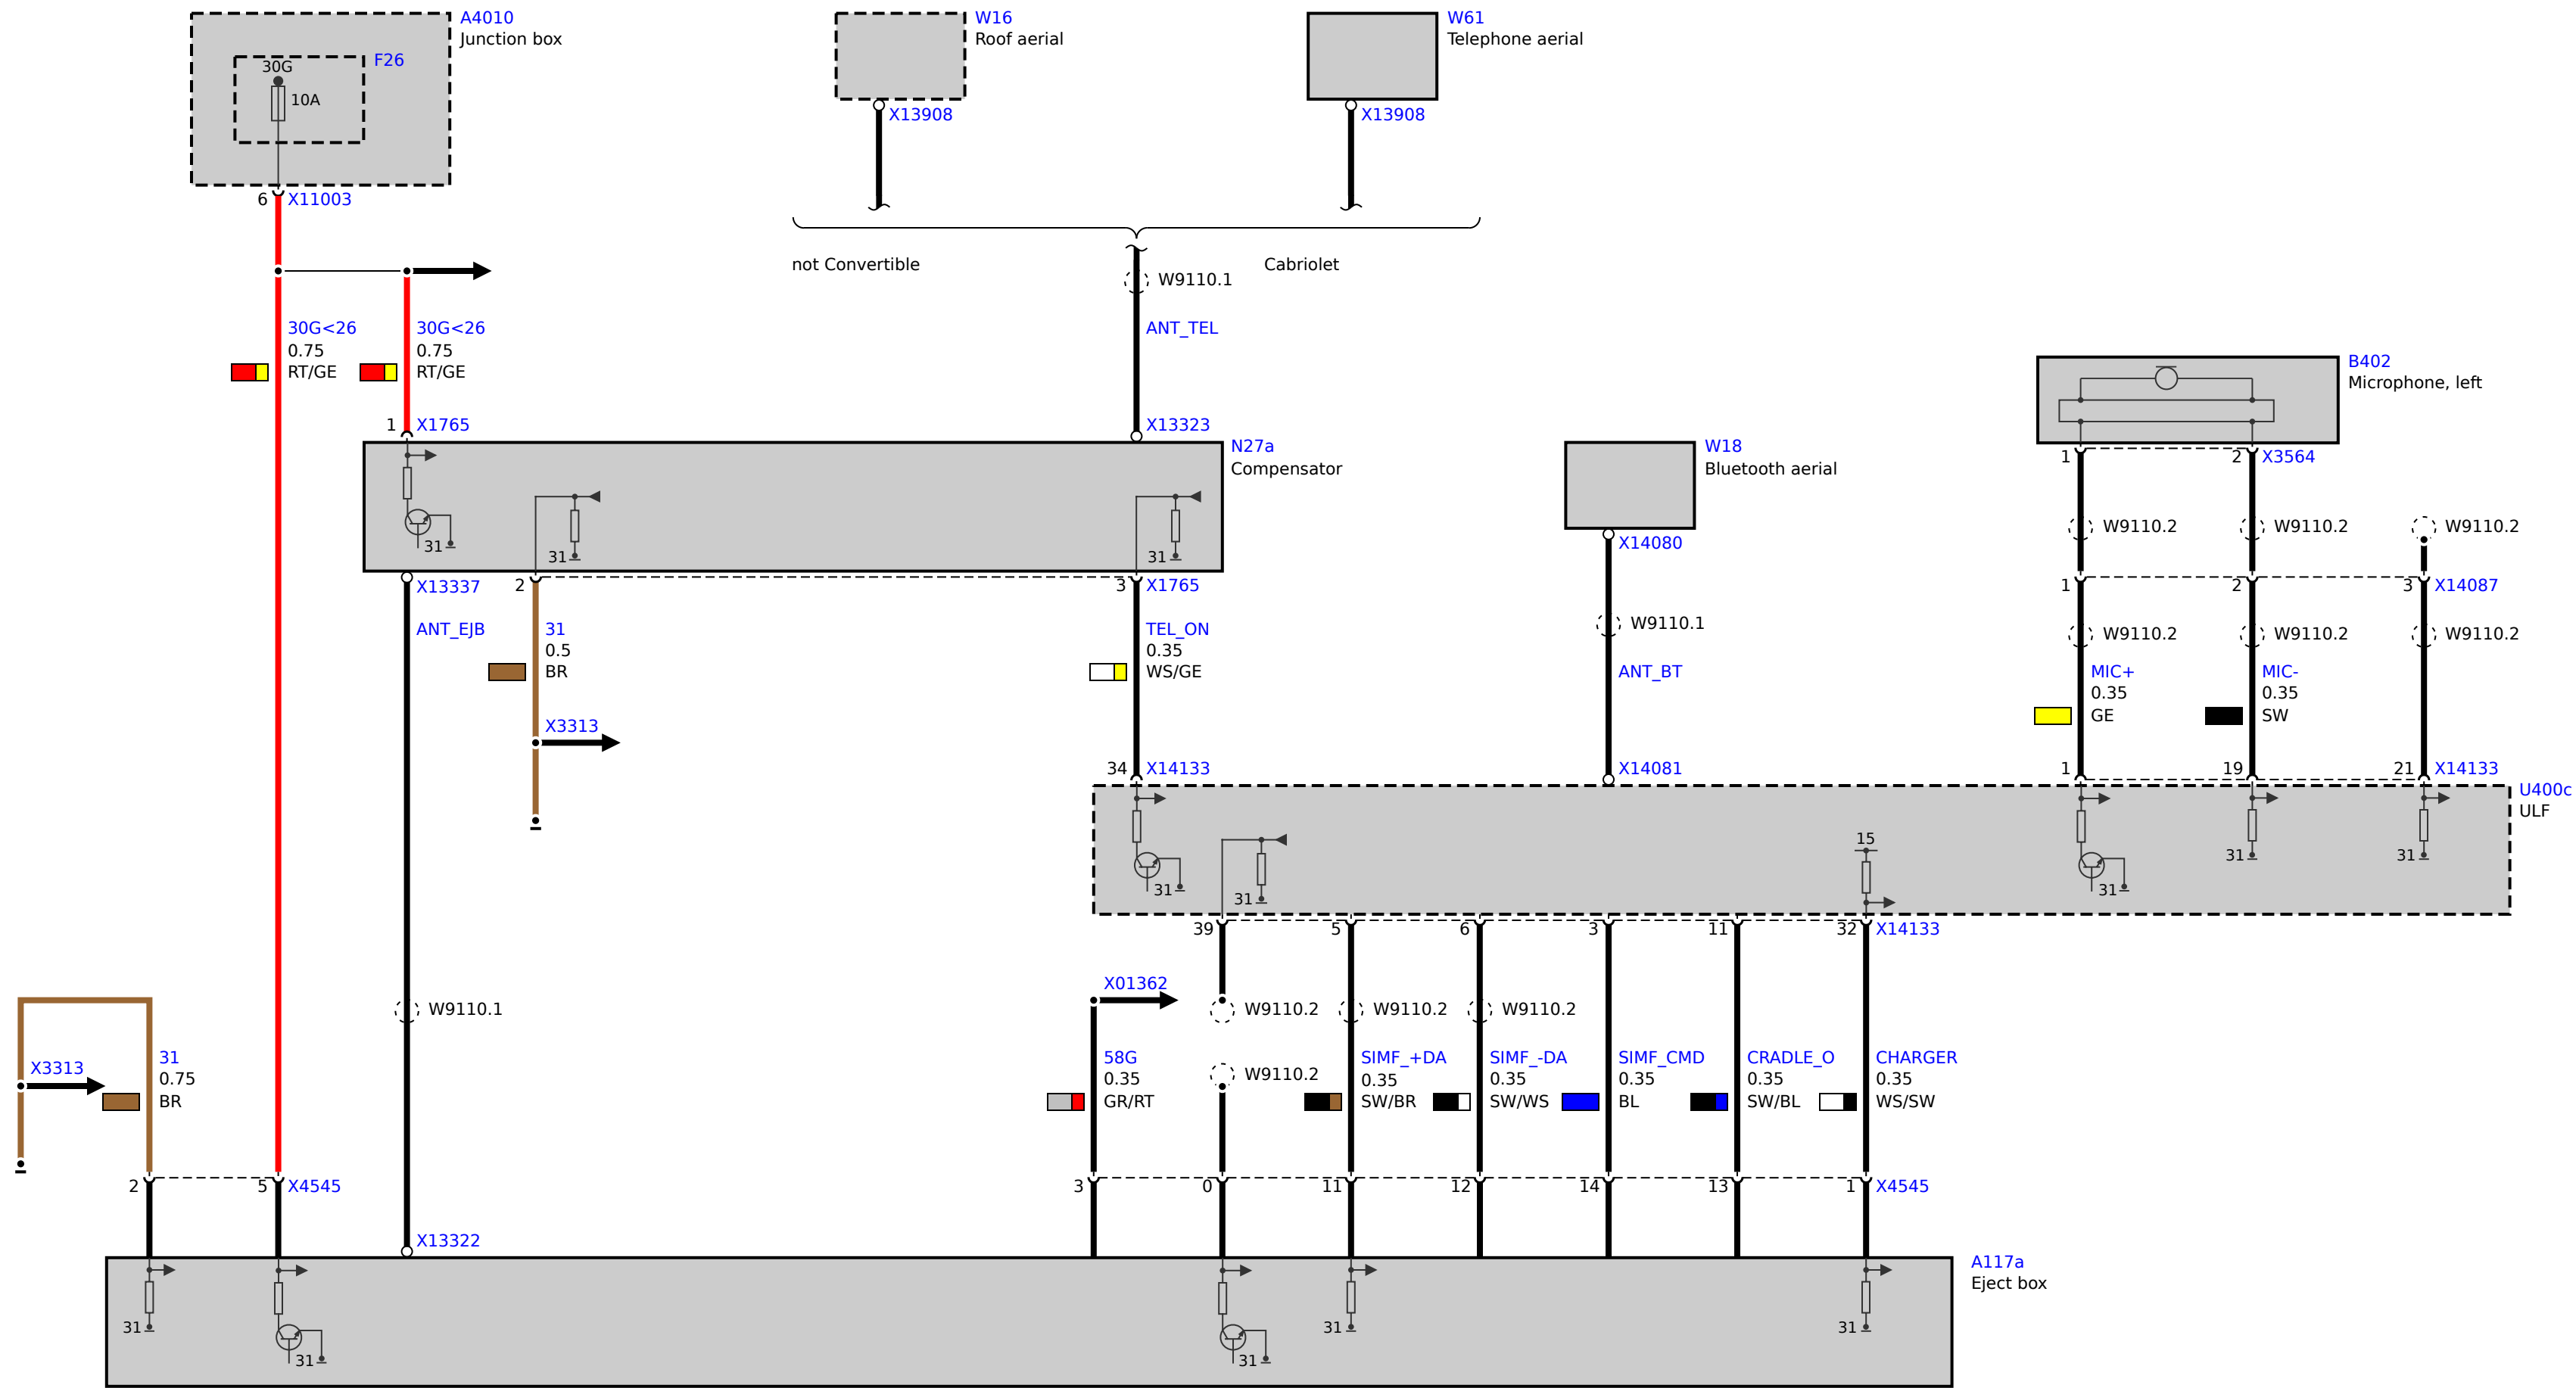 A4010
Junction box
F26
30G
10A
6
X11003
W16
Roof aerial
X13908
W61
Telephone aerial
X13908
not Convertible
Cabriolet
W9110.1
ANT_TEL
30G<26
0.75
RT/GE
30G<26
0.75
RT/GE
1
X1765
X13323
N27a
Compensator
31
31
31
X13337
2
3
X1765
W18
Bluetooth aerial
X14080
W9110.1
ANT_BT
X14081
B402
Microphone, left
1
2
X3564
W9110.2
W9110.2
W9110.2
1
2
3
X14087
W9110.2
W9110.2
W9110.2
MIC+
0.35
GE
MIC-
0.35
SW
1
19
21
X14133
ANT_EJB
31
0.5
BR
X3313
TEL_ON
0.35
WS/GE
34
X14133
U400c
ULF
31
31
15
31
31
31
39
5
6
3
11
32
X14133
X01362
W9110.2
W9110.2
W9110.2
W9110.1
W9110.2
X3313
31
0.75
BR
58G
0.35
GR/RT
SIMF_+DA
0.35
SW/BR
SIMF_-DA
0.35
SW/WS
SIMF_CMD
0.35
BL
CRADLE_O
0.35
SW/BL
CHARGER
0.35
WS/SW
2
5
X4545
3
0
11
12
14
13
1
X4545
X13322
A117a
Eject box
31
31
31
31
31